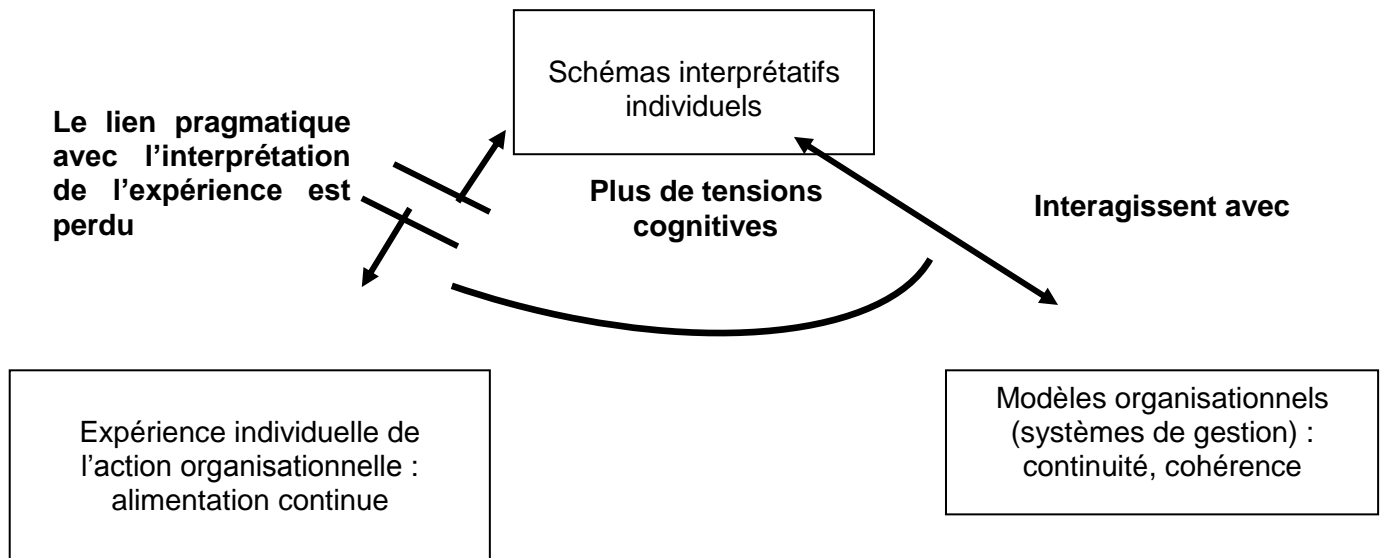 Schémas interprétatifs
individuels
Le lien pragmatique
avec l'interprétation
de l'expérience est
perdu
Plus de tensions
cognitives
Interagissent avec
Expérience individuelle de
l'action organisationnelle :
alimentation continue
Modèles organisationnels
(systèmes de gestion) :
continuité, cohérence